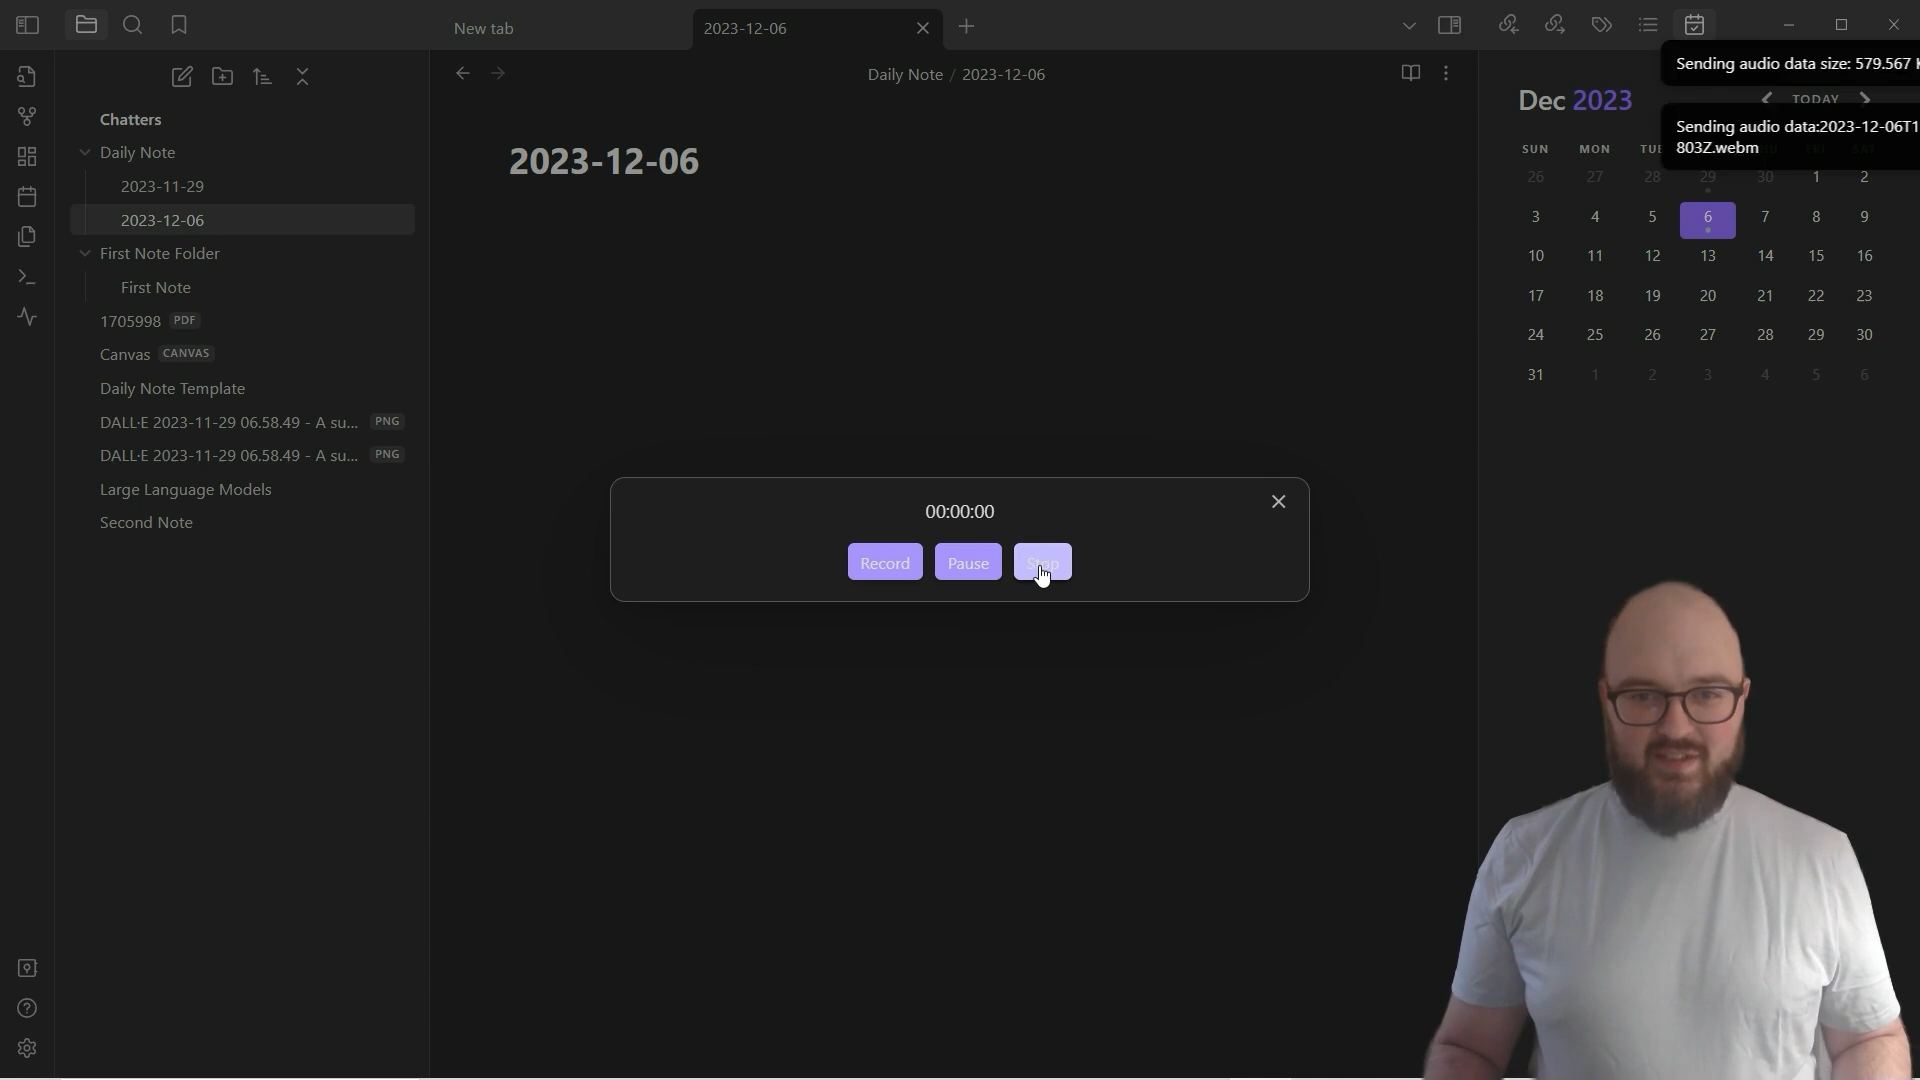 New tab
2023-12-06
Sending audio data size: 579.567
Sending audio data:2023-12-06T1
803Z.webm
Chatters
Daily Note
2023-11-29
2023-12-06
First Note Folder
First Note
1705998 PDF
Canvas CANVAS
Daily Note Template
DALL·E 2023-11-29 06.58.49 - A su... PNG
DALL·E 2023-11-29 06.58.49 - A su... PNG
Large Language Models
Second Note
Daily Note / 2023-12-06
2023-12-06
00:00:00
Record Pause Stop
Dec 2023 TODAY
SUN MON TUE
26 27 28 29 30 1 2
3 4 5 6 7 8 9
10 11 12 13 14 15 16
17 18 19 20 21 22 23
24 25 26 27 28 29 30
31 1 2 3 4 5 6